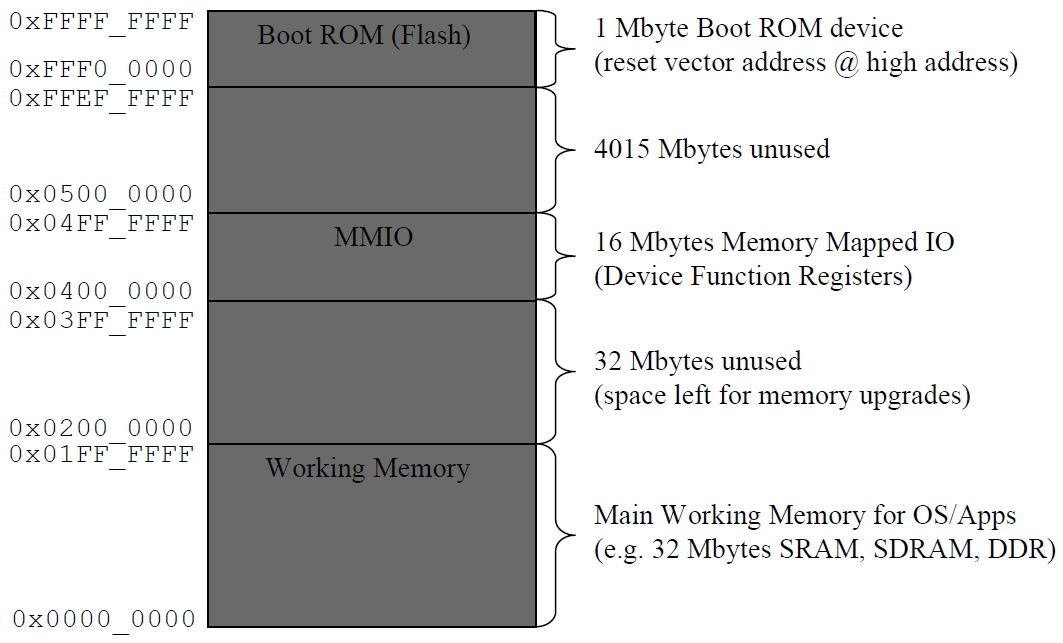 0xFFFF_FFFF
Boot ROM (Flash)
1 Mbyte Boot ROM device
(reset vector address @ high address)
0xFFF0_0000
0xFFEF_FFFF
4015 Mbytes unused
0x0500_0000
0x04FF_FFFF
MMIO
16 Mbytes Memory Mapped IO
(Device Function Registers)
0x0400_0000
0x03FF_FFFF
32 Mbytes unused
(space left for memory upgrades)
0x0200_0000
0x01FF_FFFF
Working Memory
Main Working Memory for OS/Apps
(e.g. 32 Mbytes SRAM, SDRAM, DDR)
0x0000_0000